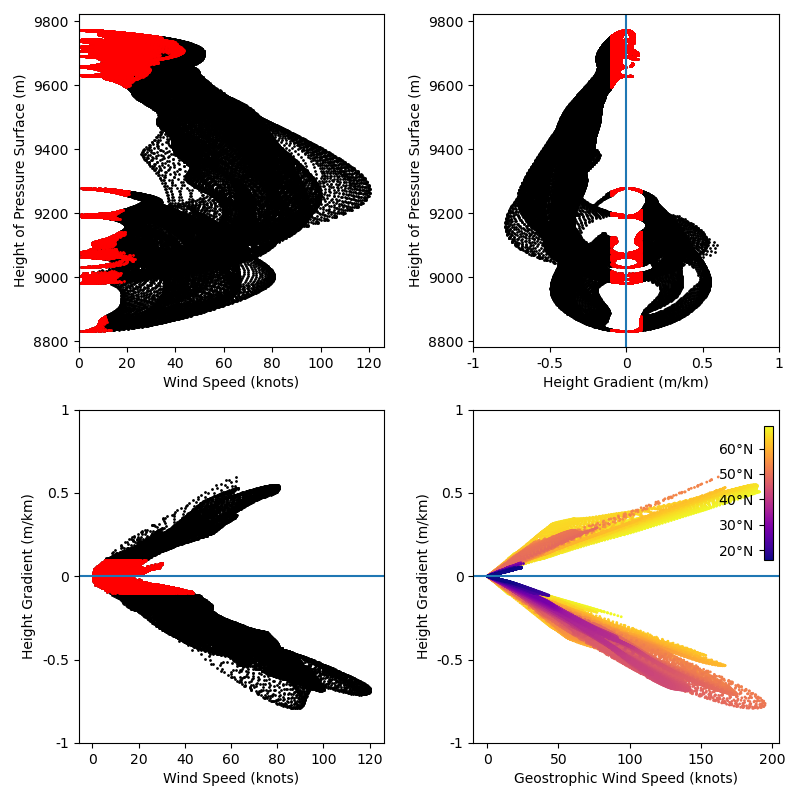 9800
9600
9400
9200
9000
8800
Height of Pressure Surface (m)
0 20 40 60 80 100 120
Wind Speed (knots)
9800
9600
9400
9200
9000
8800
Height of Pressure Surface (m)
-1 -0.5 0 0.5 1
Height Gradient (m/km)
1
0.5
0
-0.5
-1
Height Gradient (m/km)
0 20 40 60 80 100 120
Wind Speed (knots)
1
0.5
0
-0.5
-1
Height Gradient (m/km)
60°N
50°N
40°N
30°N
20°N
0 50 100 150 200
Geostrophic Wind Speed (knots)